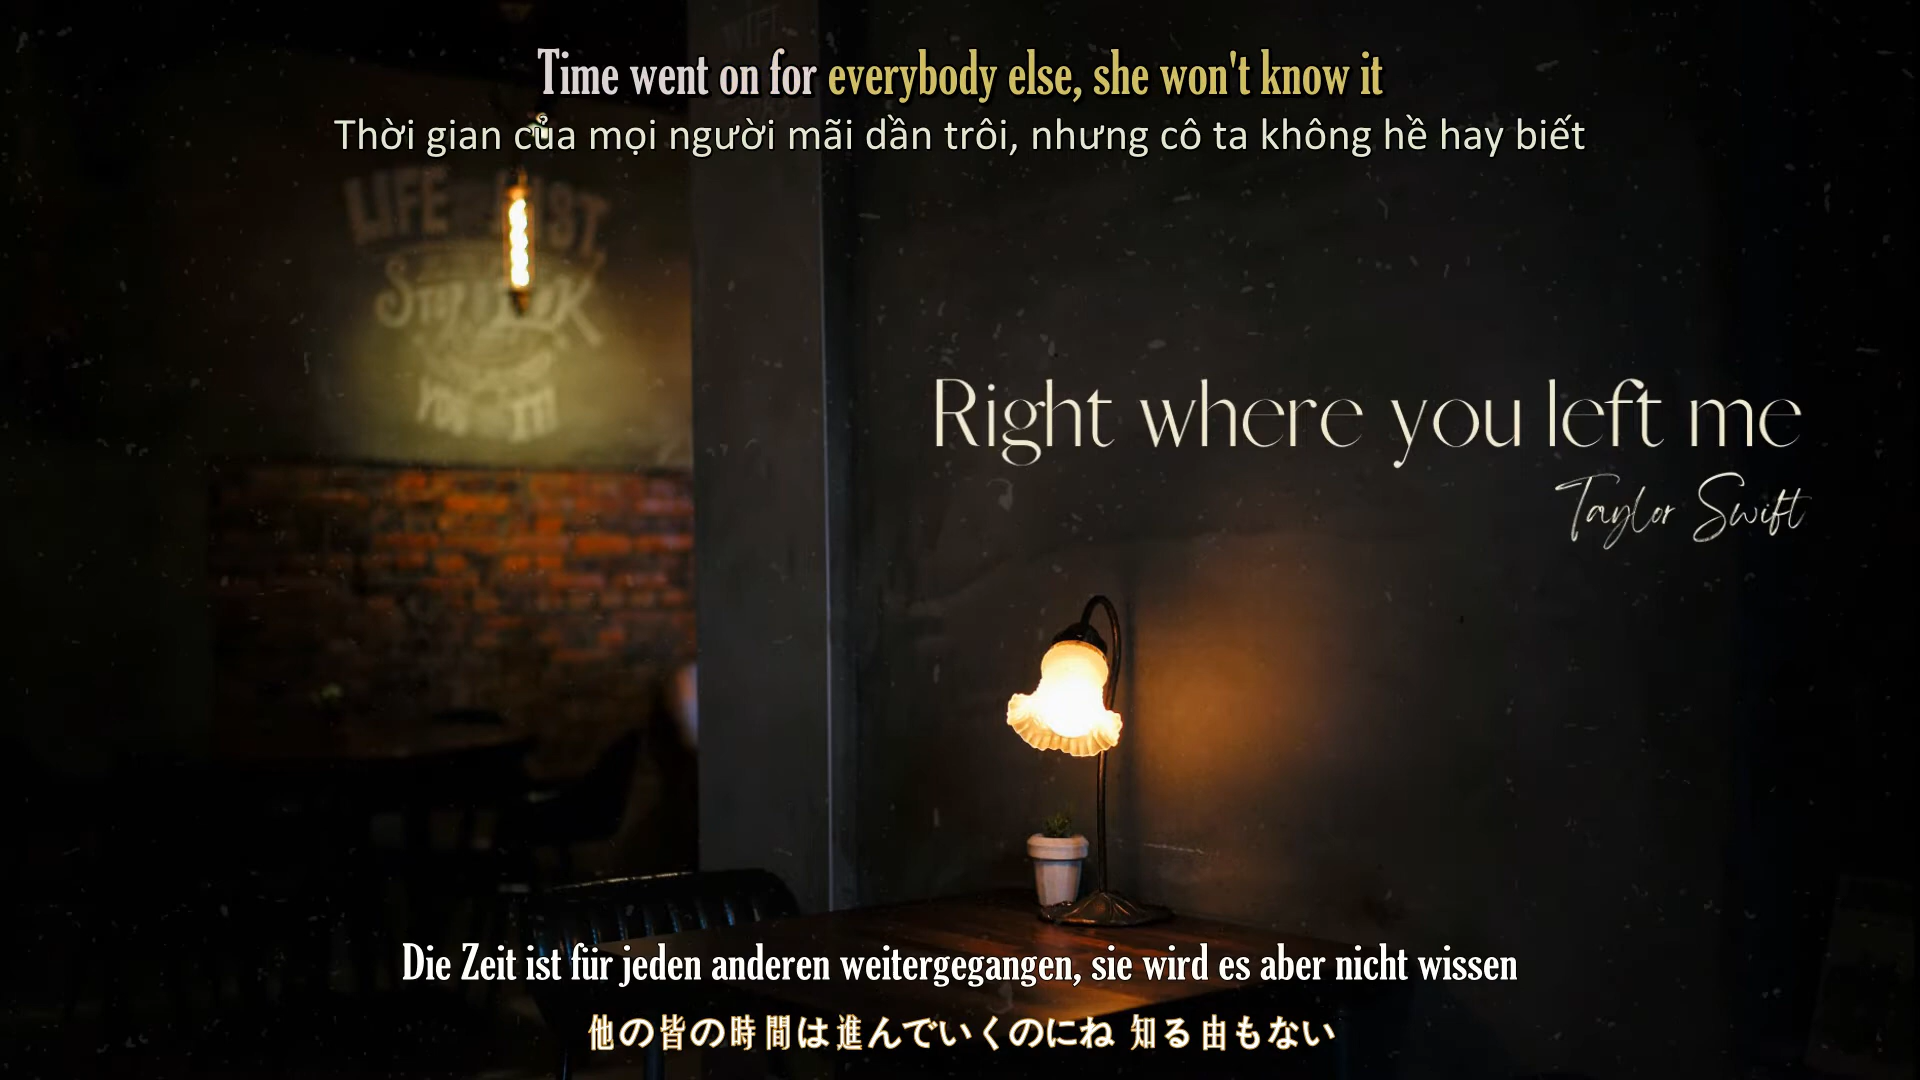 Time went on for everybody else, she won't know it
Thời gian của mọi người mãi dần trôi, nhưng cô ta không hề hay biết
LIFE
Right where you left me
Taylor Swift
Die Zeit ist für jeden anderen weitergegangen, sie wird es aber nicht wissen
他の皆の時間は進んでいくのにね 知る由もない